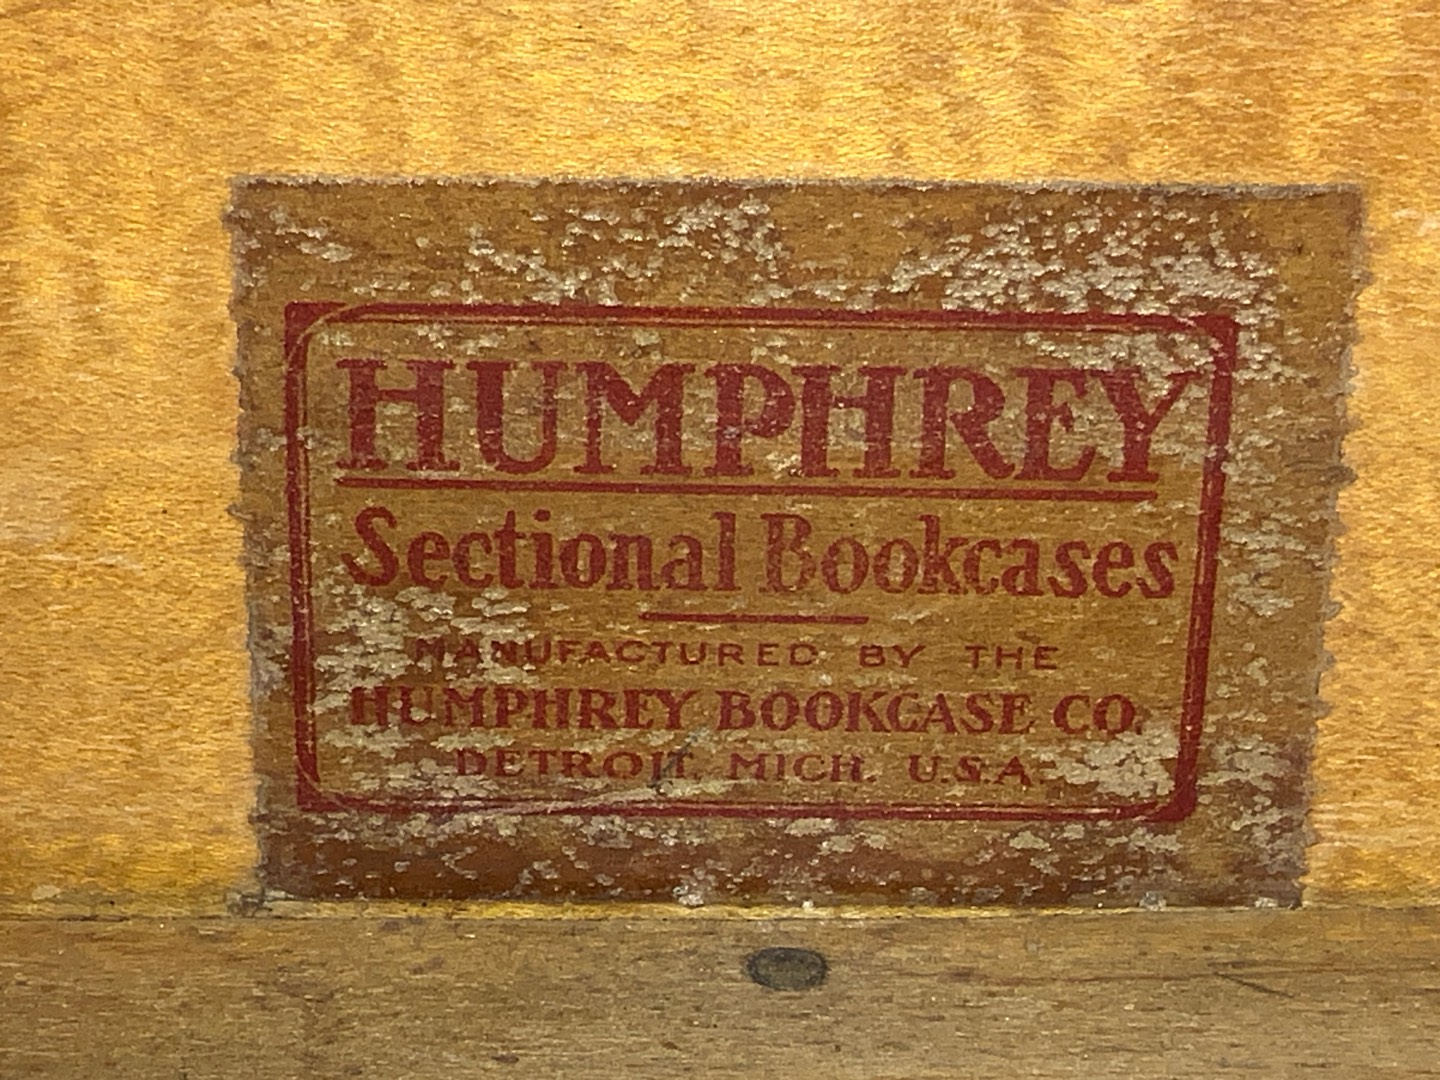 HUMPHREY
Sectional Bookcases
MANUFACTURED BY THE
HUMPHREY BOOKCASE CO.
DETROIT, MICH. U.S.A.